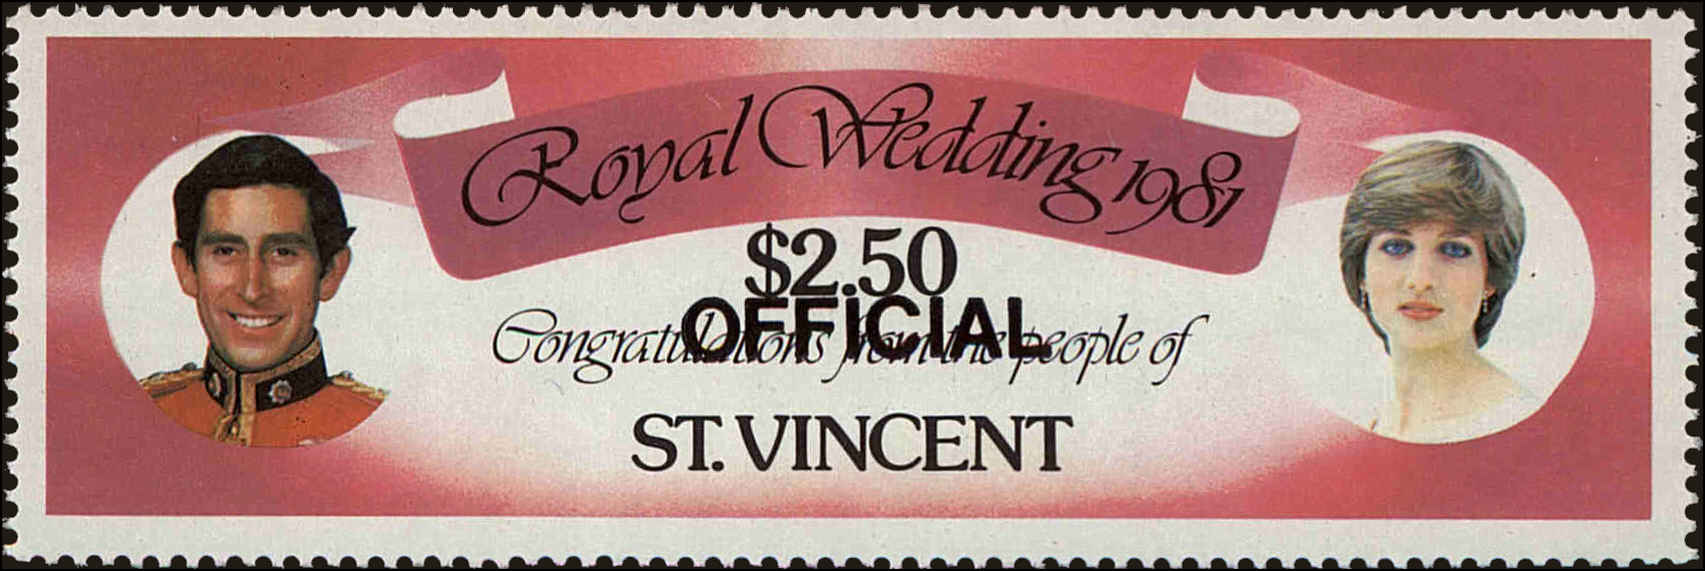 Royal Wedding 1981
$2.50
OFFICIAL
Congratulations from the people of
ST. VINCENT